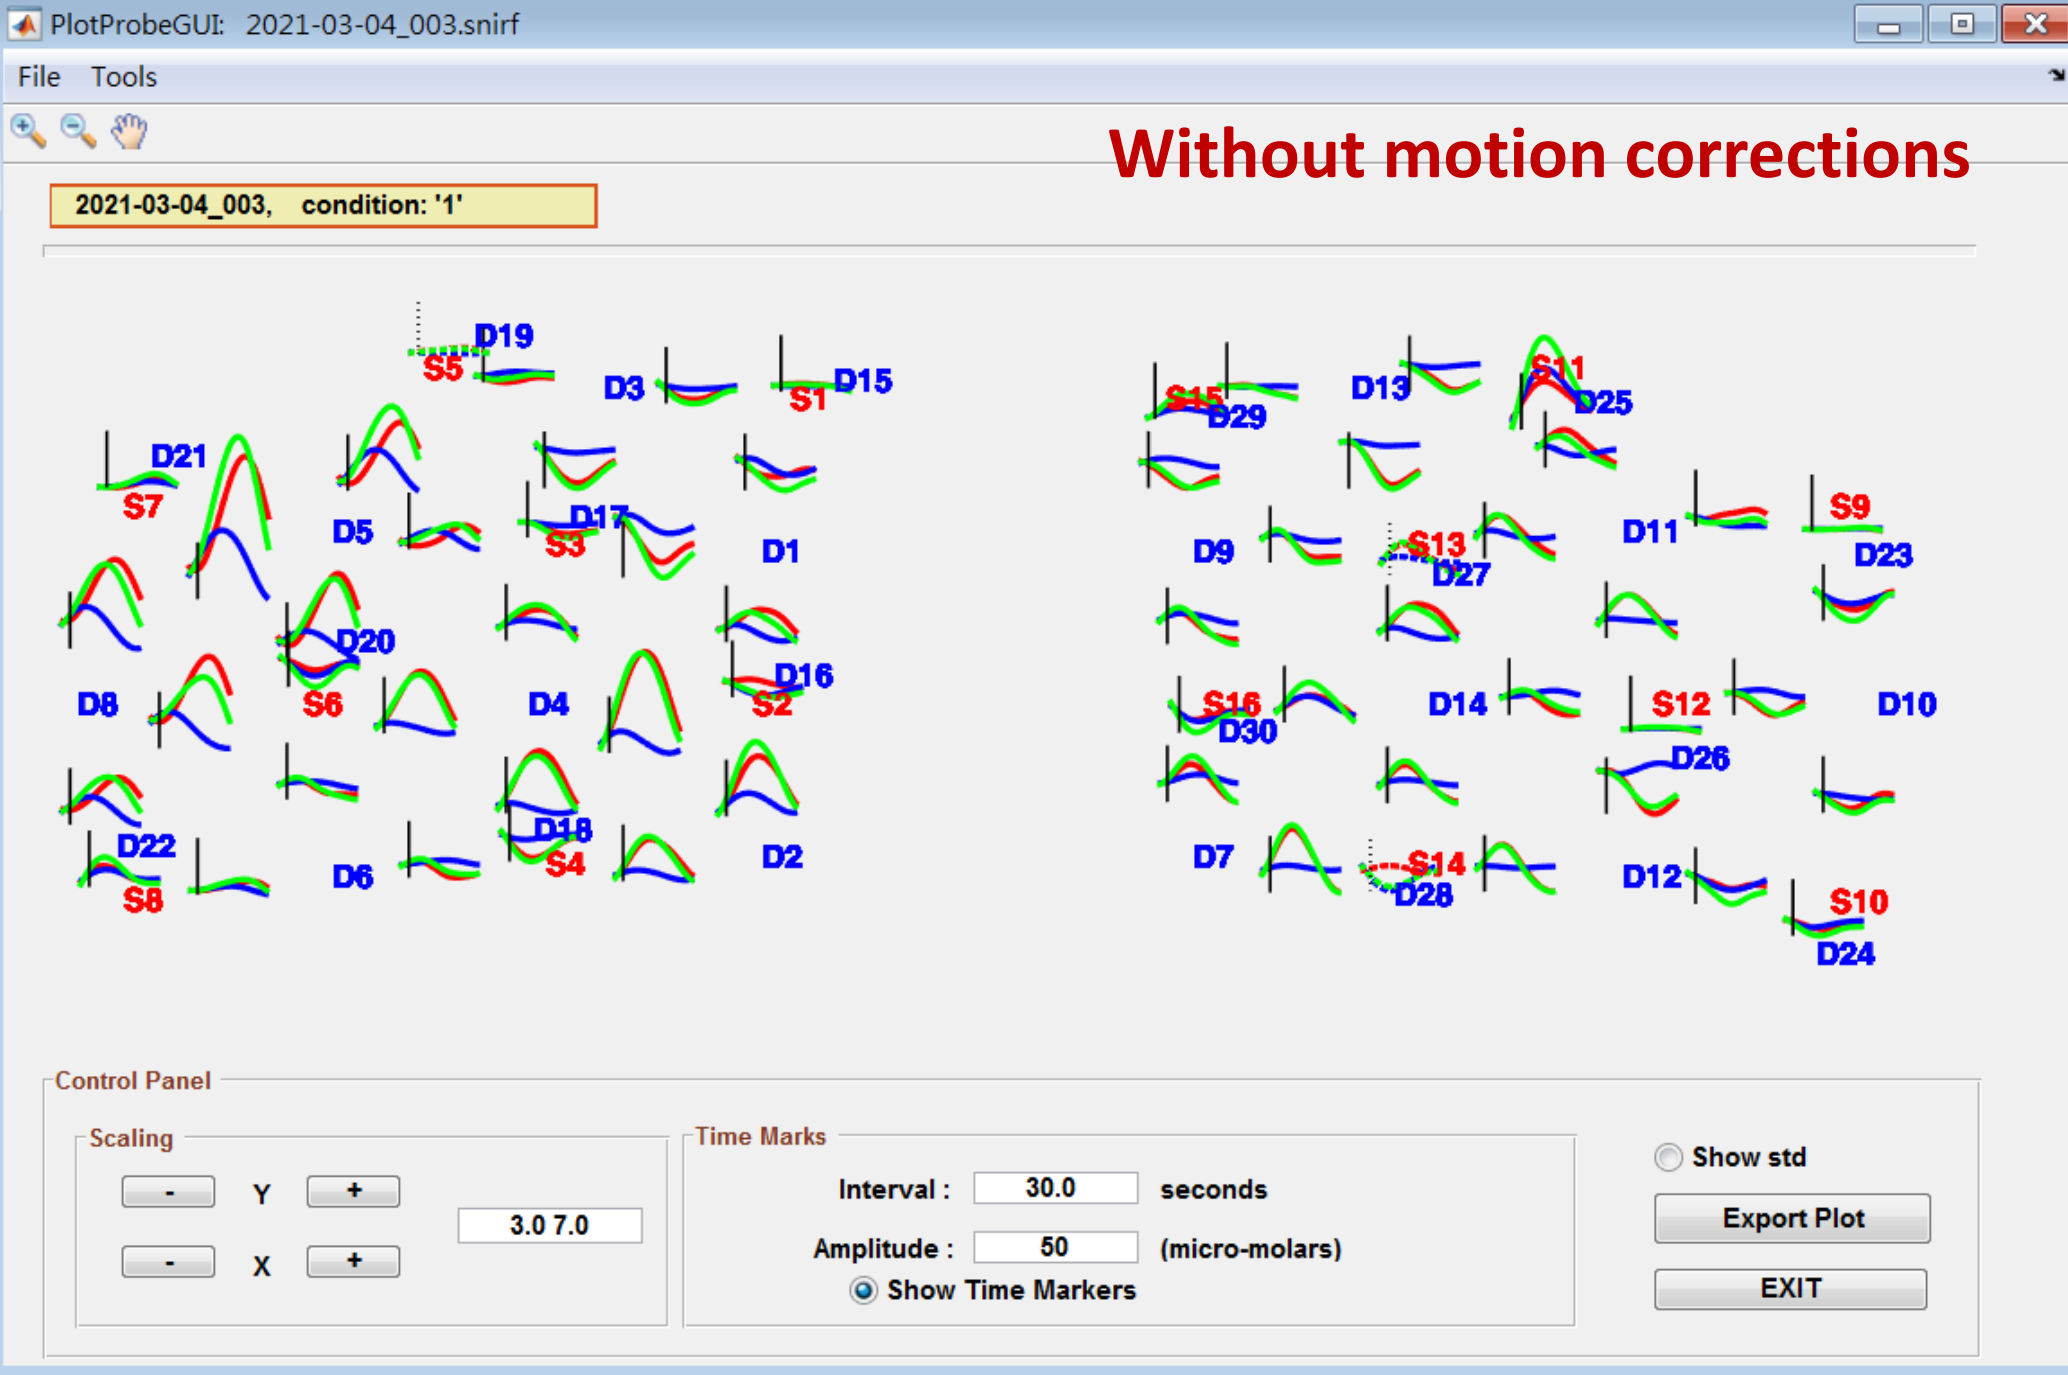 PlotProbeGUI: 2021-03-04_003.snirf
File Tools
Without motion corrections
2021-03-04_003, condition: '1'
D19
S5
D3
S1
D15
D21
S7
D5
D17
S3
D1
D20
D8
S6
D4
D16
S2
D22
S8
D6
D18
S4
D2
S15
D29
D13
S11
D25
D9
S13
D27
D11
S9
D23
S16
D30
D14
S12
D10
D26
D7
S14
D28
D12
S10
D24
Control Panel
Scaling
- Y +
- X +
3.0 7.0
Time Marks
Interval : 30.0 seconds
Amplitude : 50 (micro-molars)
Show Time Markers
Show std
Export Plot
EXIT